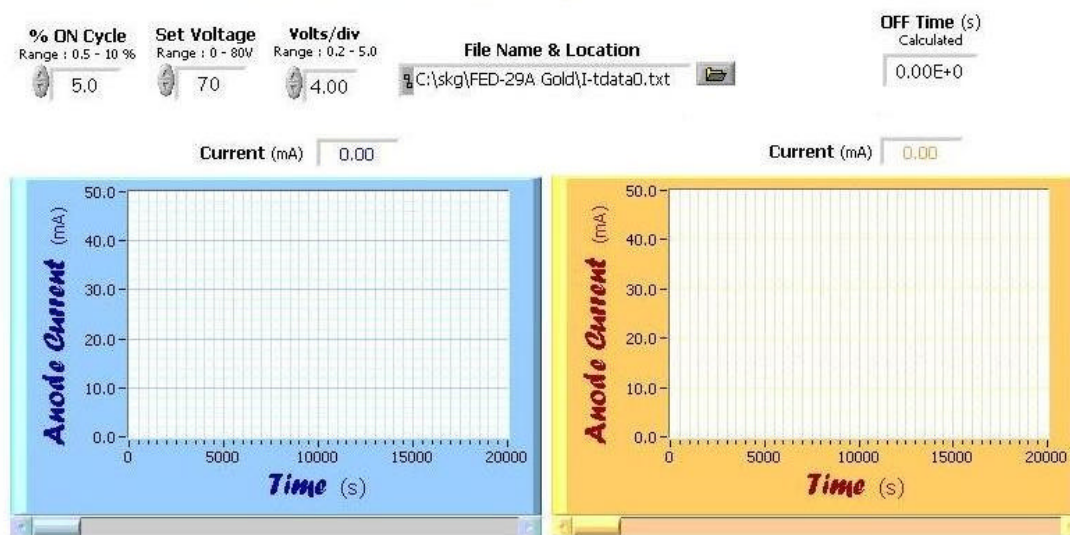 % ON Cycle
Range : 0.5 - 10 %
5.0
Set Voltage
Range : 0 - 80V
70
Volts/div
Range : 0.2 - 5.0
4.00
File Name & Location
C:\skg\FED-29A Gold\I-tdata0.txt
OFF Time (s)
Calculated
0.00E+0
Current (mA) 0.00
50.0
40.0
30.0
20.0
10.0
0.0
Anode Current (mA)
0 5000 10000 15000 20000
Time (s)
Current (mA) 0.00
50.0
40.0
30.0
20.0
10.0
0.0
Anode Current (mA)
0 5000 10000 15000 20000
Time (s)